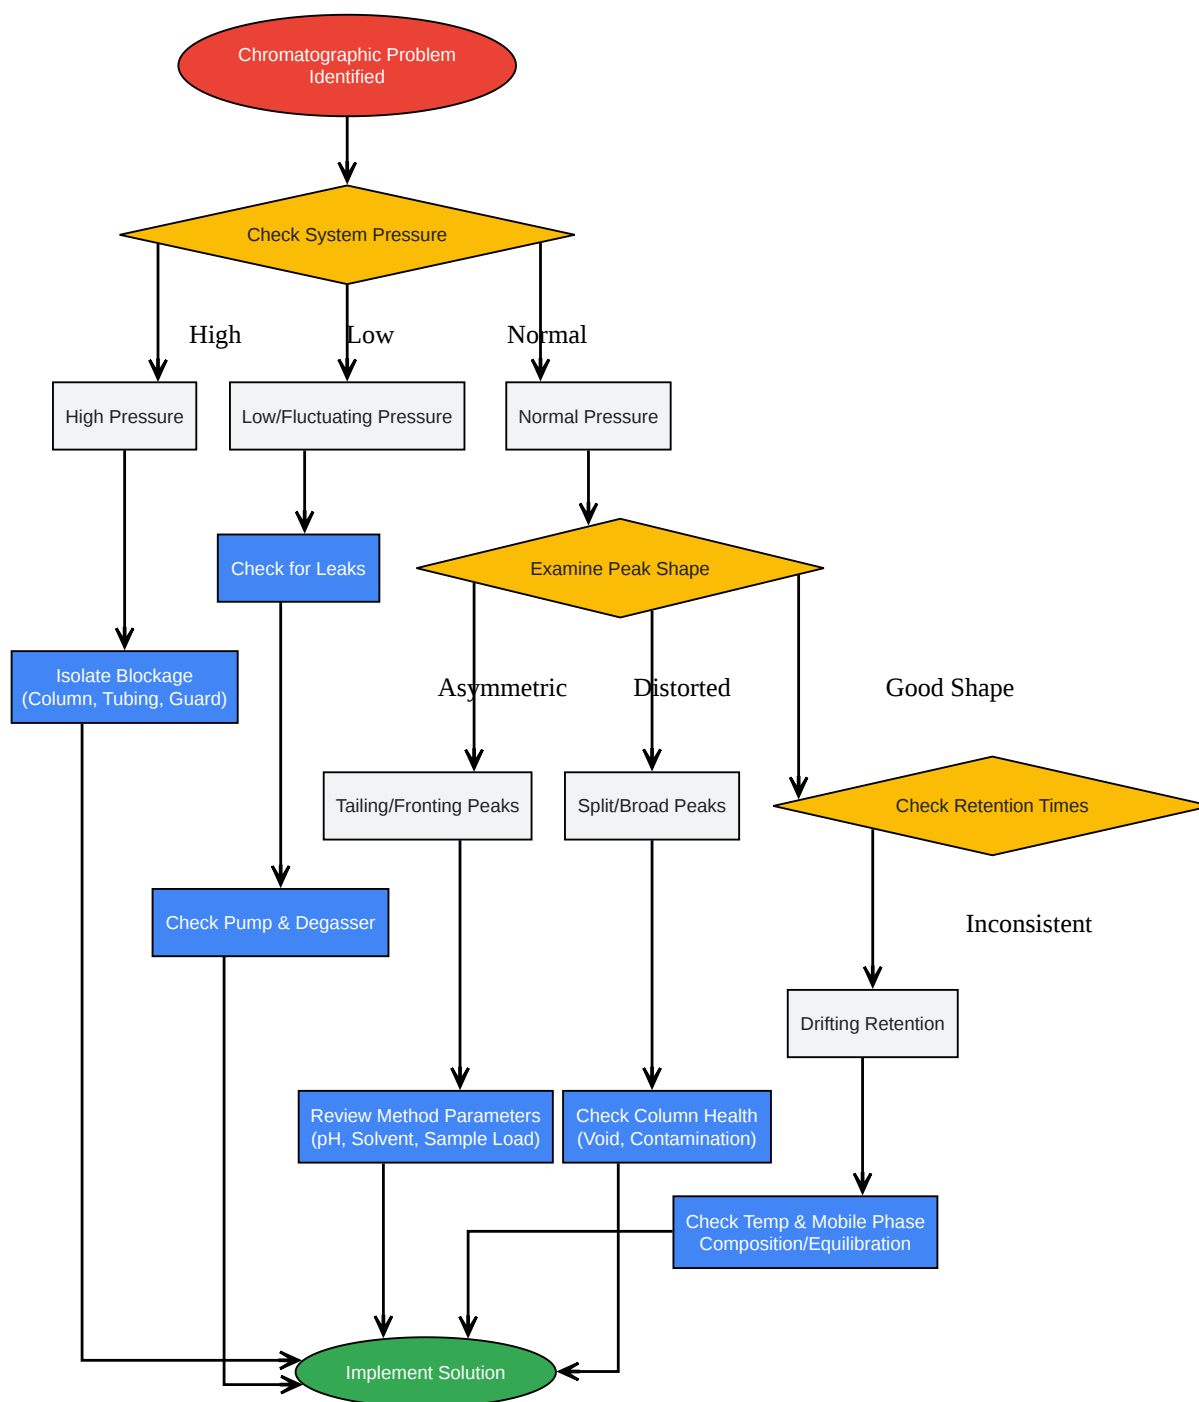 Chromatographic Problem
Identified
Check System Pressure
High
Low
Normal
High Pressure
Low/Fluctuating Pressure
Normal Pressure
Check for Leaks
Examine Peak Shape
Isolate Blockage
(Column, Tubing, Guard)
Asymmetric
Distorted
Good Shape
Tailing/Fronting Peaks
Split/Broad Peaks
Check Retention Times
Check Pump & Degasser
Inconsistent
Drifting Retention
Review Method Parameters
(pH, Solvent, Sample Load)
Check Column Health
(Void, Contamination)
Check Temp & Mobile Phase
Composition/Equilibration
Implement Solution